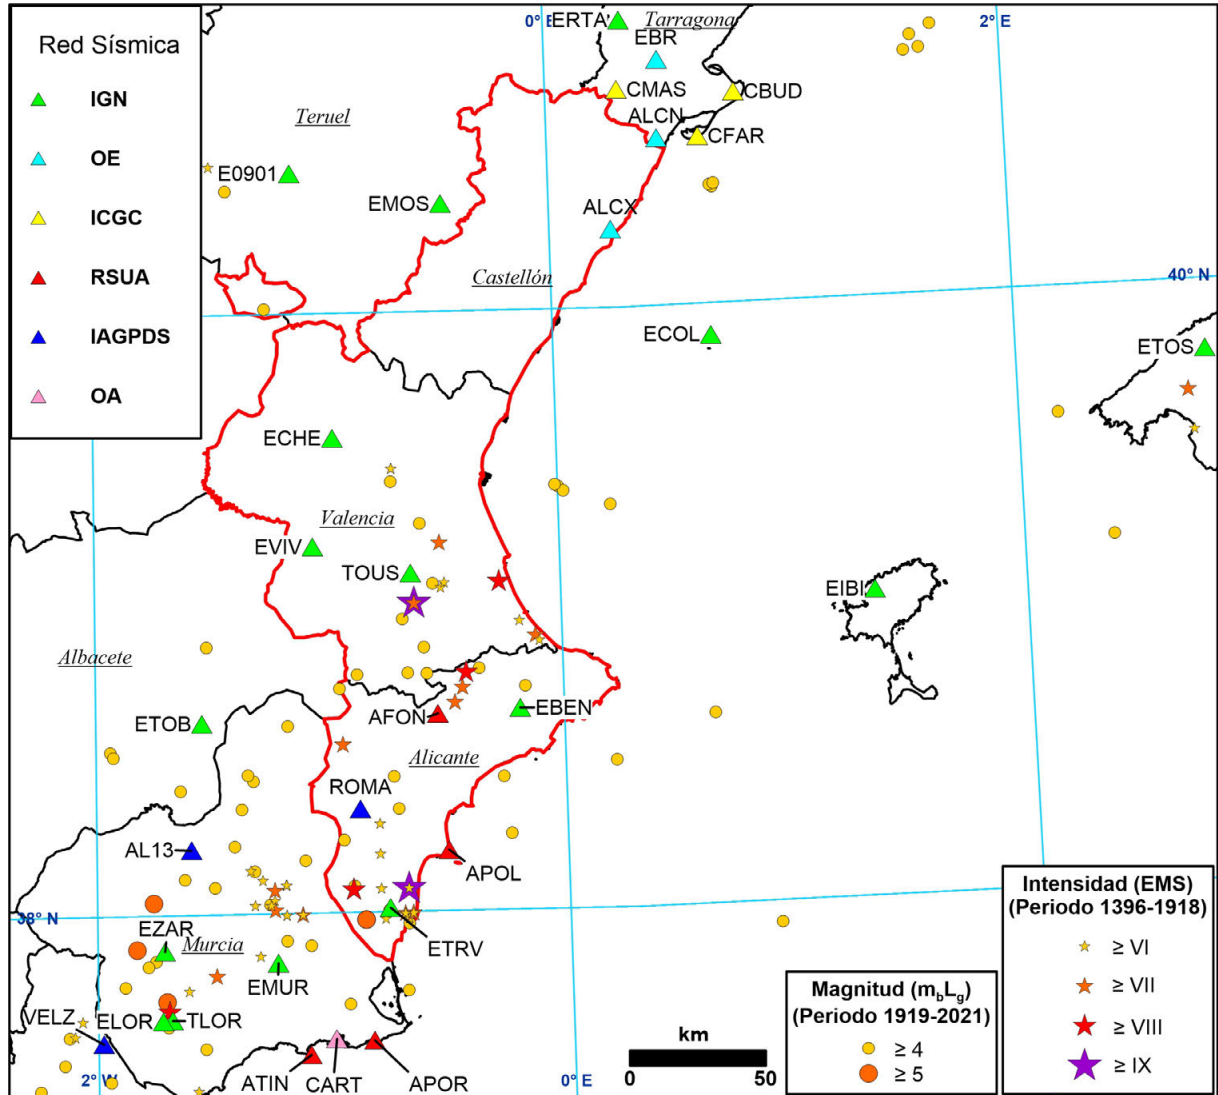 0° E
ERTA
Tarragona
2° E
Red Sísmica
EBR
IGN
CMAS
CBUD
Teruel
ALCN
CFAR
OE
E0901
EMOS
ALCX
ICGC
RSUA
Castellón
40° N
IAGPDS
ECOL
ETOS
OA
ECHE
Valencia
EVIV
TOUS
EIBI
Albacete
ETOB
AFON
EBEN
Alicante
ROMA
AL13
APOL
38° N
EZAR
Murcia
ETRV
EMUR
VELZ
ELOR
TLOR
2° W
ATIN
CART
APOR
0° E
km
0
50
Magnitud (mbLg)
(Periodo 1919-2021)
≥ 4
≥ 5
Intensidad (EMS)
(Periodo 1396-1918)
≥ VI
≥ VII
≥ VIII
≥ IX